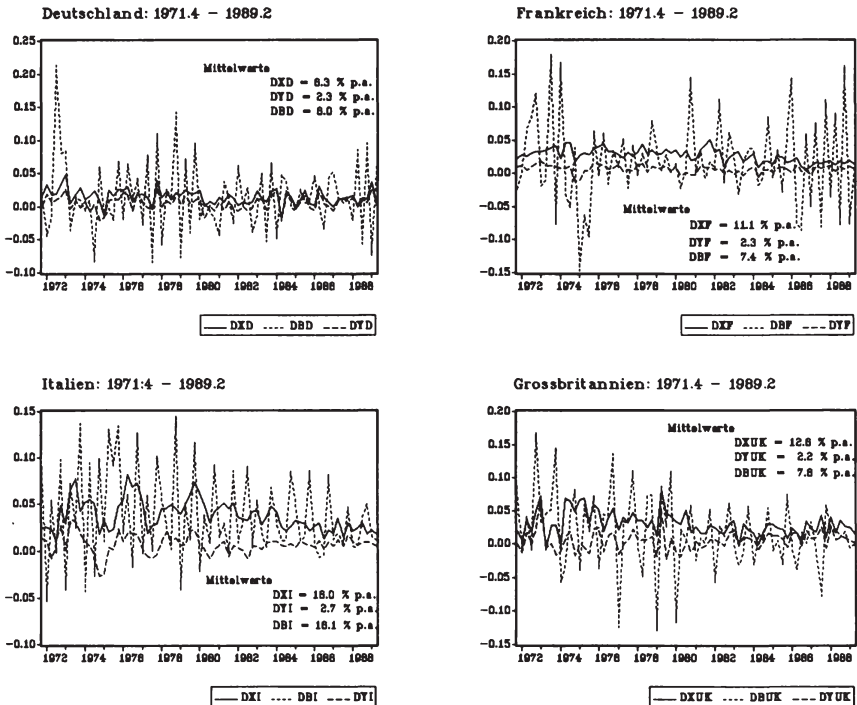 Deutschland: 1971.4 – 1989.2
0.25
0.20
0.15
0.10
0.05
0.00
−0.05
−0.10
Mittelwerte
DXD = 6.3 % p.a.
DYD = 2.3 % p.a.
DBD = 8.0 % p.a.
1972 1974 1976 1978 1980 1982 1984 1986 1988
DXD DBD DYD
Frankreich: 1971.4 – 1989.2
0.20
0.15
0.10
0.05
0.00
−0.05
−0.10
−0.15
Mittelwerte
DXF = 11.1 % p.a.
DYF = 2.3 % p.a.
DBF = 7.4 % p.a.
1972 1974 1976 1978 1980 1982 1984 1986 1988
DXF DBF DYF
Italien: 1971:4 – 1989.2
0.15
0.10
0.05
0.00
−0.05
−0.10
Mittelwerte
DXI = 16.0 % p.a.
DYI = 2.7 % p.a.
DBI = 16.1 % p.a.
1972 1974 1976 1978 1980 1982 1984 1986 1988
DXI DBI DYI
Grossbritannien: 1971.4 – 1989.2
0.20
0.15
0.10
0.05
0.00
−0.05
−0.10
−0.15
Mittelwerte
DXUK = 12.6 % p.a.
DYUK = 2.2 % p.a.
DBUK = 7.8 % p.a.
1972 1974 1976 1978 1980 1982 1984 1986 1988
DXUK DBUK DYUK